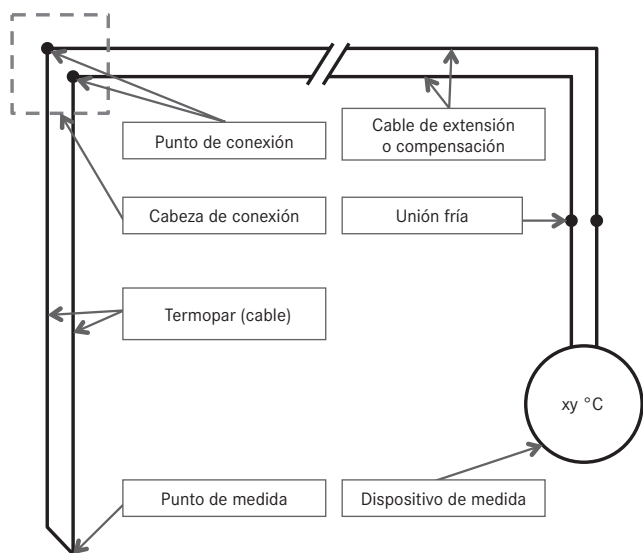 Punto de conexión
Cable de extensión
o compensación
Cabeza de conexión
Unión fría
Termopar (cable)
xy °C
Punto de medida
Dispositivo de medida